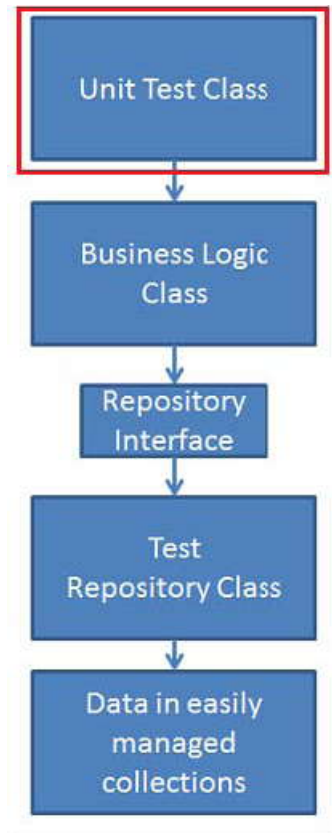 Unit Test Class
Business Logic
Class
Repository
Interface
Test
Repository Class
Data in easily
managed
collections